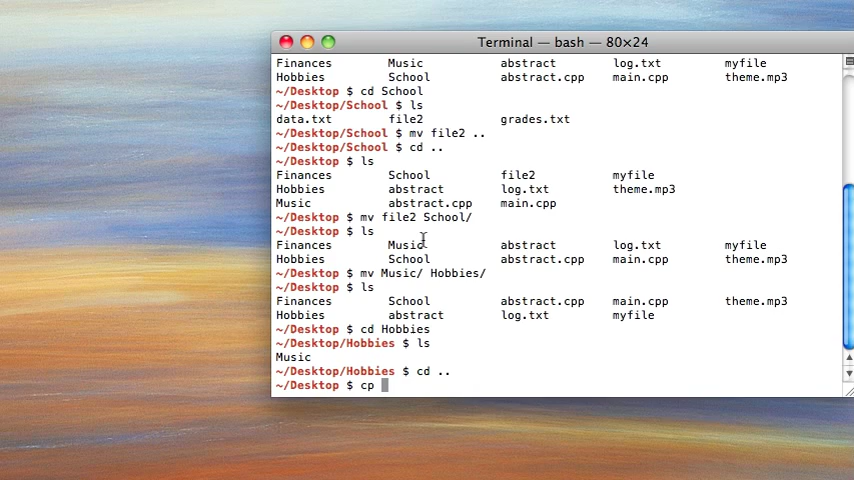 Terminal — bash — 80×24
Finances Music abstract log.txt myfile
Hobbies School abstract.cpp main.cpp theme.mp3
~/Desktop $ cd School
~/Desktop/School $ ls
data.txt file2 grades.txt
~/Desktop/School $ mv file2 ..
~/Desktop/School $ cd ..
~/Desktop $ ls
Finances School file2 myfile
Hobbies abstract log.txt theme.mp3
Music abstract.cpp main.cpp
~/Desktop $ mv file2 School/
~/Desktop $ ls
Finances Music abstract log.txt myfile
Hobbies School abstract.cpp main.cpp theme.mp3
~/Desktop $ mv Music/ Hobbies/
~/Desktop $ ls
Finances School abstract.cpp main.cpp theme.mp3
Hobbies abstract log.txt myfile
~/Desktop $ cd Hobbies
~/Desktop/Hobbies $ ls
Music
~/Desktop/Hobbies $ cd ..
~/Desktop $ cp